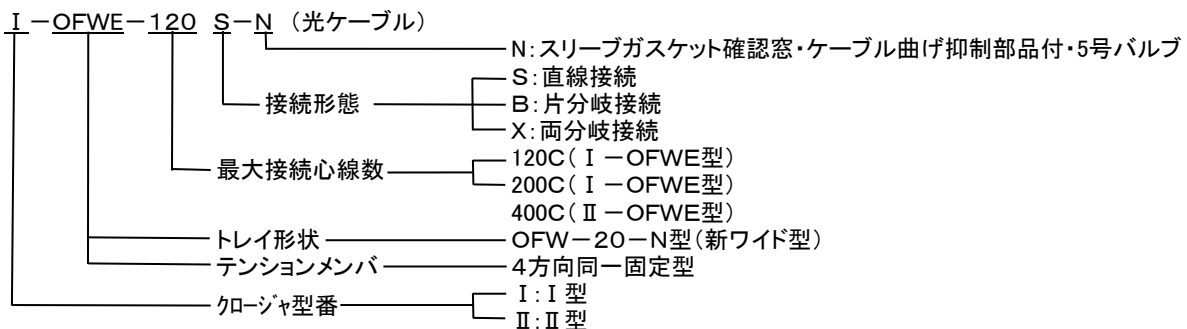 Ⅰ－OFWE－120 S－N （光ケーブル）
N：スリーブガスケット確認窓・ケーブル曲げ抑制部品付・5号バルブ
接続形態
S：直線接続
B：片分岐接続
X：両分岐接続
最大接続心線数
120C（Ⅰ－OFWE型）
200C（Ⅰ－OFWE型）
400C（Ⅱ－OFWE型）
トレイ形状 OFW－20－N型（新ワイド型）
テンションメンバ 4方向同一固定型
ｸﾛｰｼﾞｬ型番
Ⅰ：Ⅰ型
Ⅱ：Ⅱ型